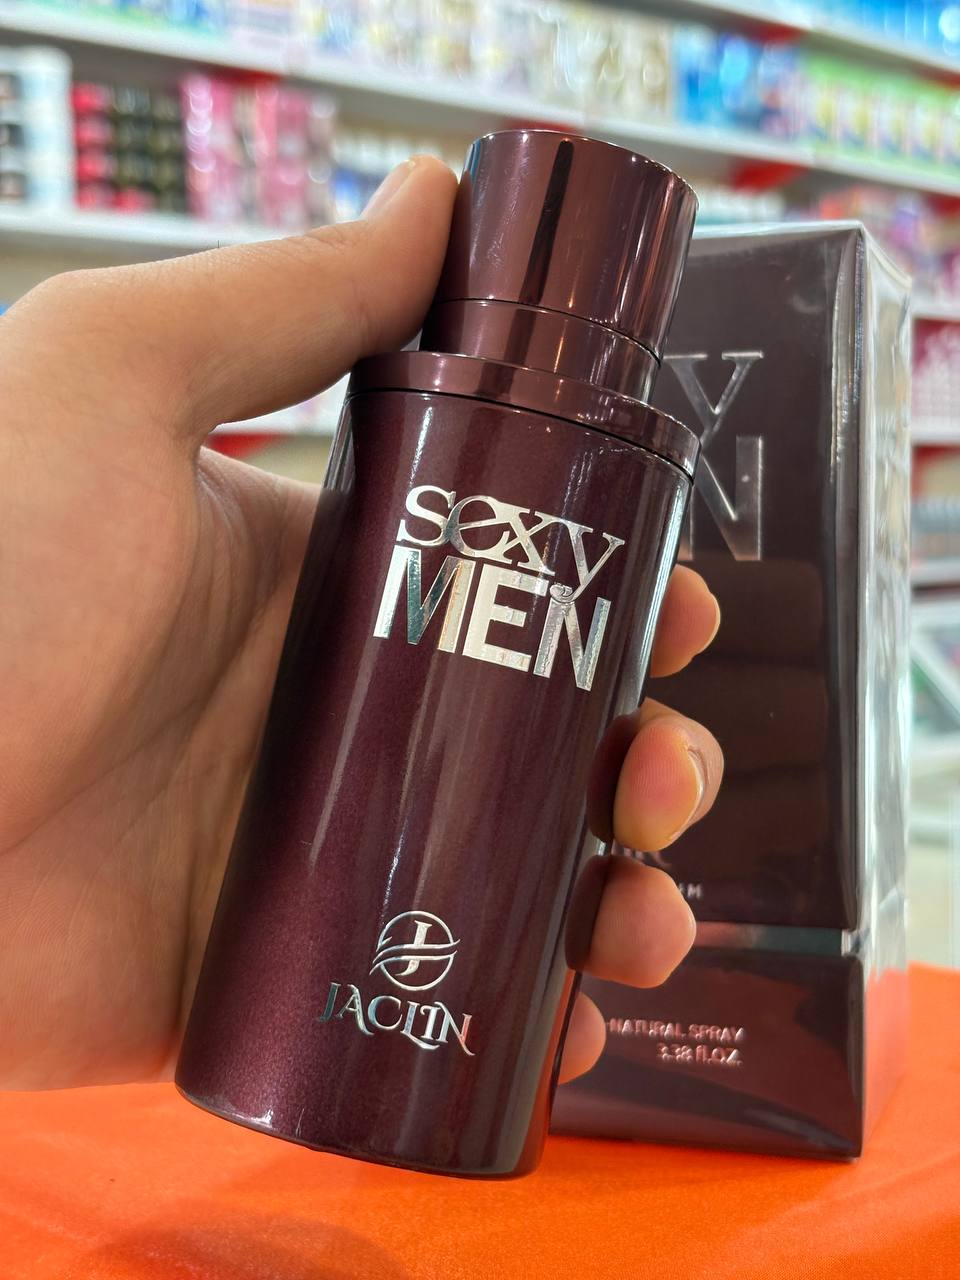 sexy
MEN
J
JACLIN
Y
N
NATURAL SPRAY
3.38 fl.oz.